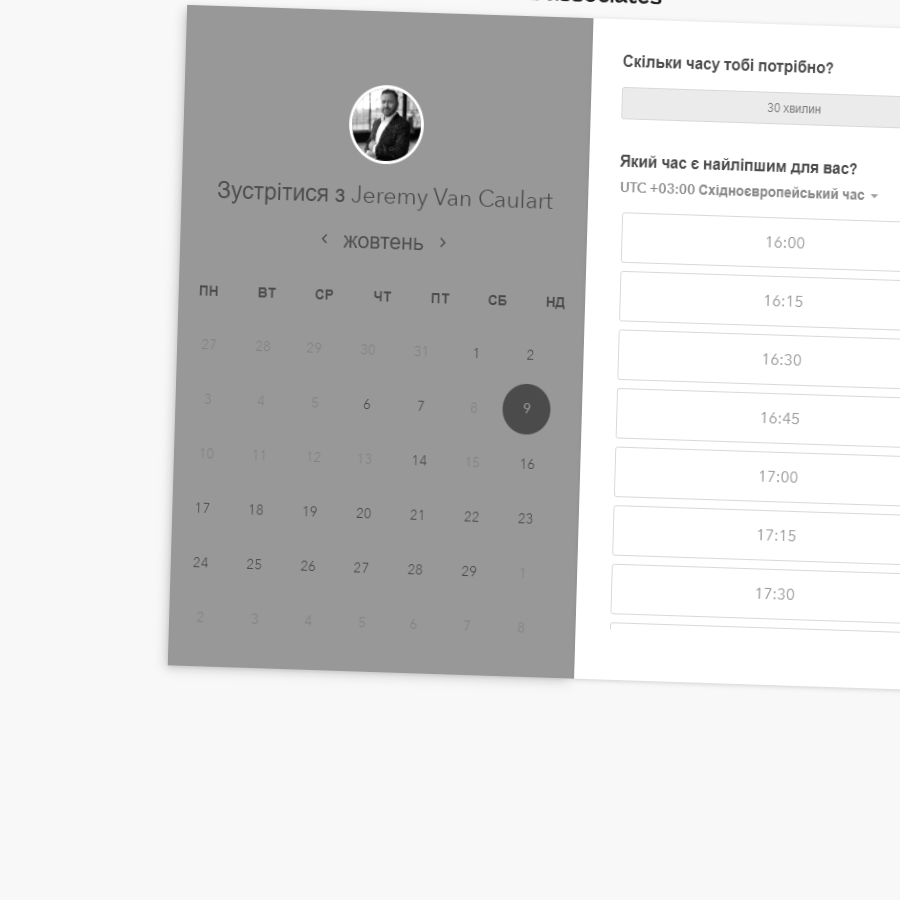 Зустрітися з Jeremy Van Caulart
жовтень
ПН ВТ СР ЧТ ПТ СБ НД
27 28 29 30 31 1 2
3 4 5 6 7 8 9
10 11 12 13 14 15 16
17 18 19 20 21 22 23
24 25 26 27 28 29 1
2 3 4 5 6 7 8
Скільки часу тобі потрібно?
30 хвилин
Який час є найліпшим для вас?
UTC +03:00 Східноєвропейський час
16:00
16:15
16:30
16:45
17:00
17:15
17:30